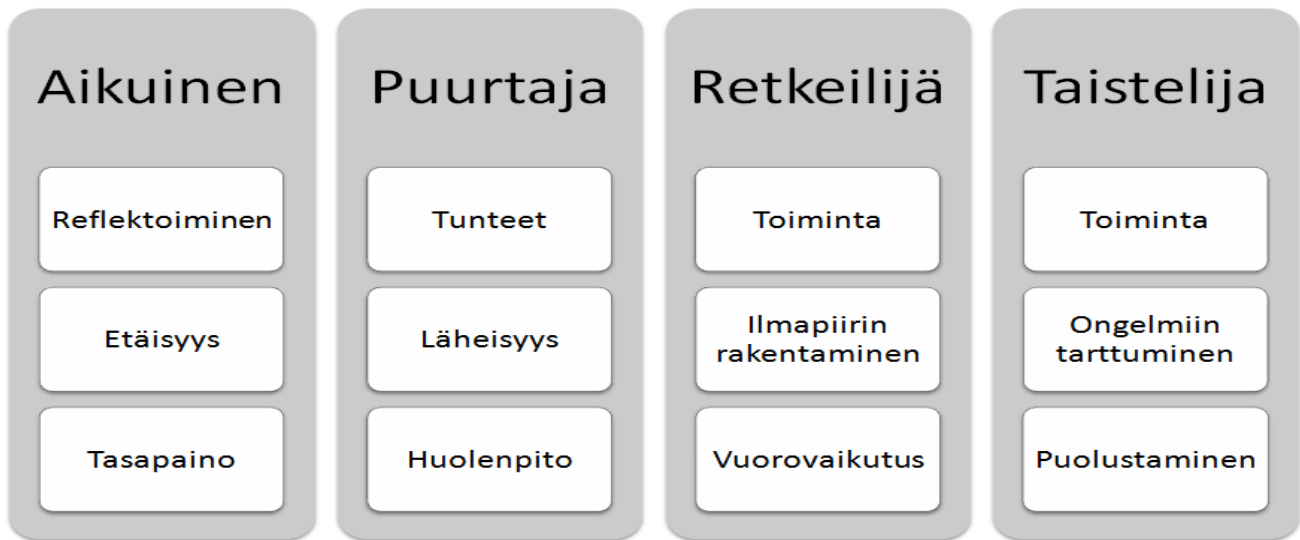 Aikuinen
Reflektoiminen
Etäisyys
Tasapaino
Puurtaja
Tunteet
Läheisyys
Huolenpito
Retkeilijä
Toiminta
Ilmapiirin
rakentaminen
Vuorovaikutus
Taistelija
Toiminta
Ongelmiin
tarttuminen
Puolustaminen